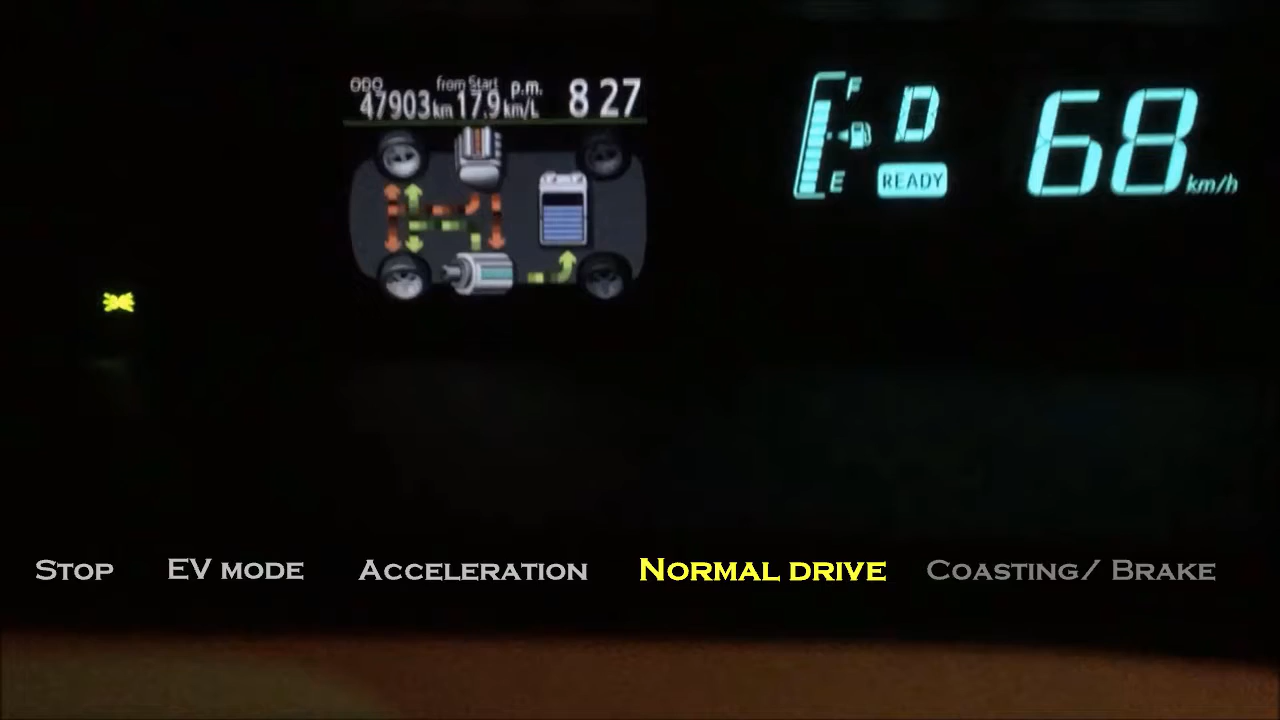 ODO from Start p.m. 8 27
47903km 17.9km/L
F
D
E
READY
68 km/h
STOP EV MODE ACCELERATION NORMAL DRIVE COASTING/ BRAKE